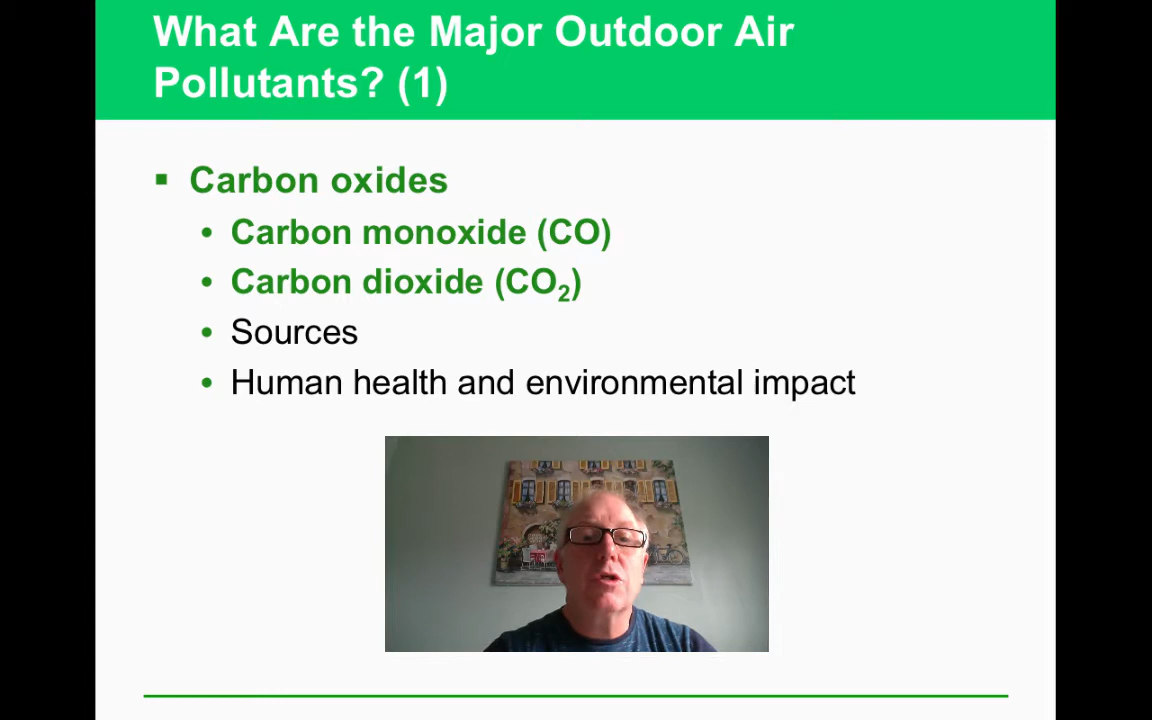 What Are the Major Outdoor Air
Pollutants? (1)
Carbon oxides
Carbon monoxide (CO)
Carbon dioxide (CO₂)
Sources
Human health and environmental impact